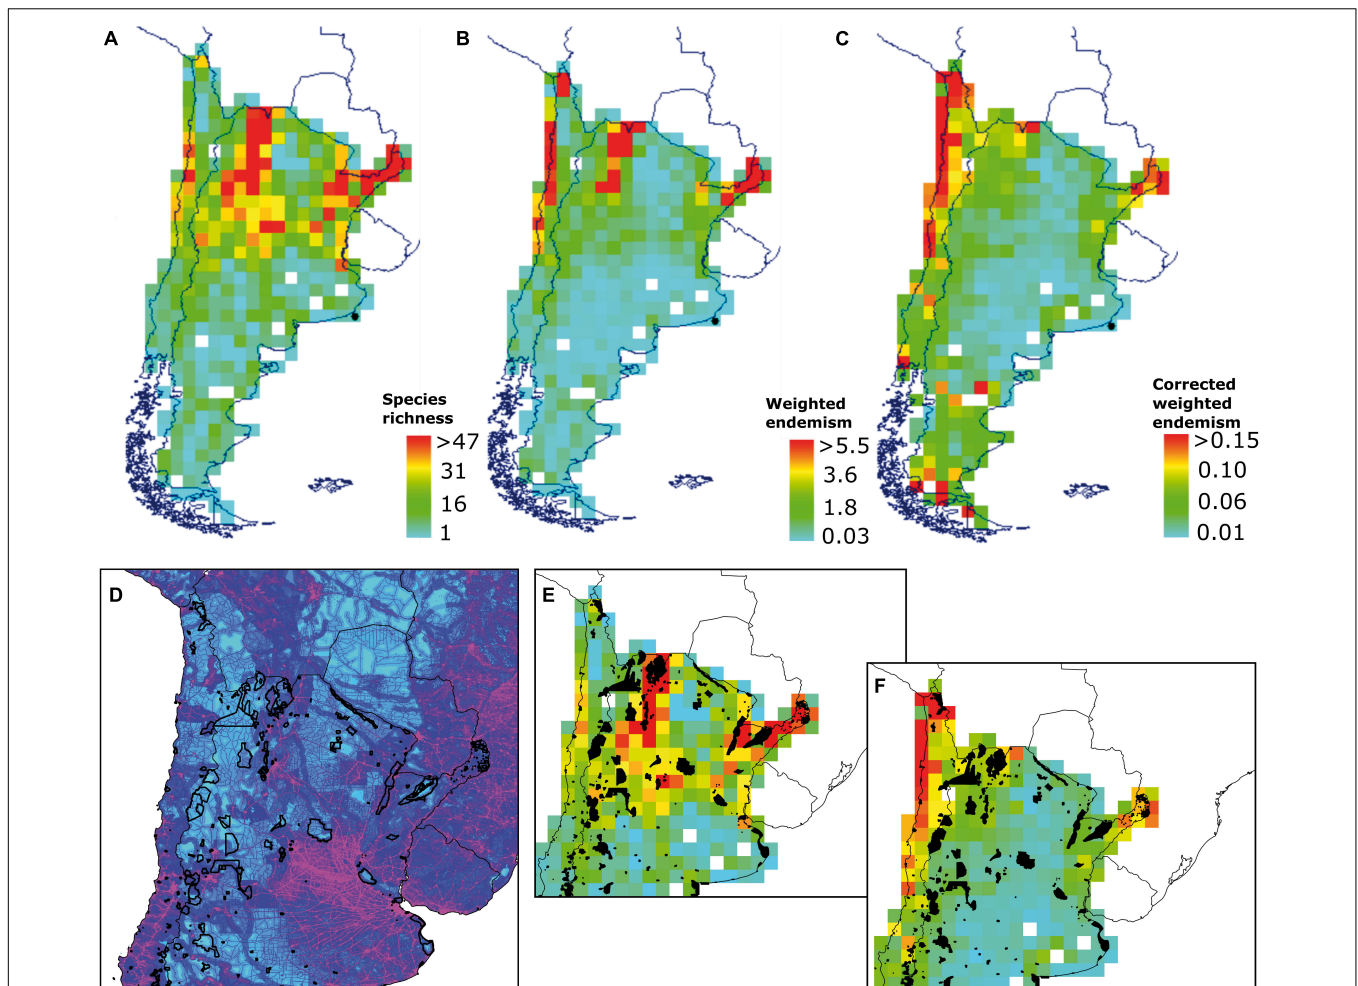 A
B
C
Species
richness
>47
31
16
1
Weighted
endemism
>5.5
3.6
1.8
0.03
Corrected
weighted
endemism
>0.15
0.10
0.06
0.01
D
E
F